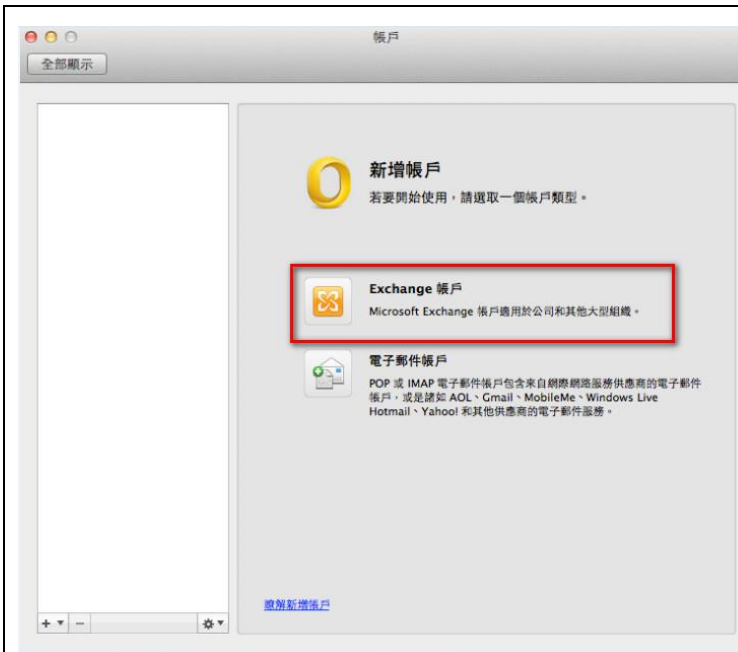 帳戶
全部顯示
新增帳戶
若要開始使用，請選取一個帳戶類型。
Exchange 帳戶
Microsoft Exchange 帳戶適用於公司和其他大型組織。
電子郵件帳戶
POP 或 IMAP 電子郵件帳戶包含來自網際網路服務供應商的電子郵件
帳戶，或是諸如 AOL、Gmail、MobileMe、Windows Live
Hotmail、Yahoo! 和其他供應商的電子郵件服務。
瞭解新增帳戶